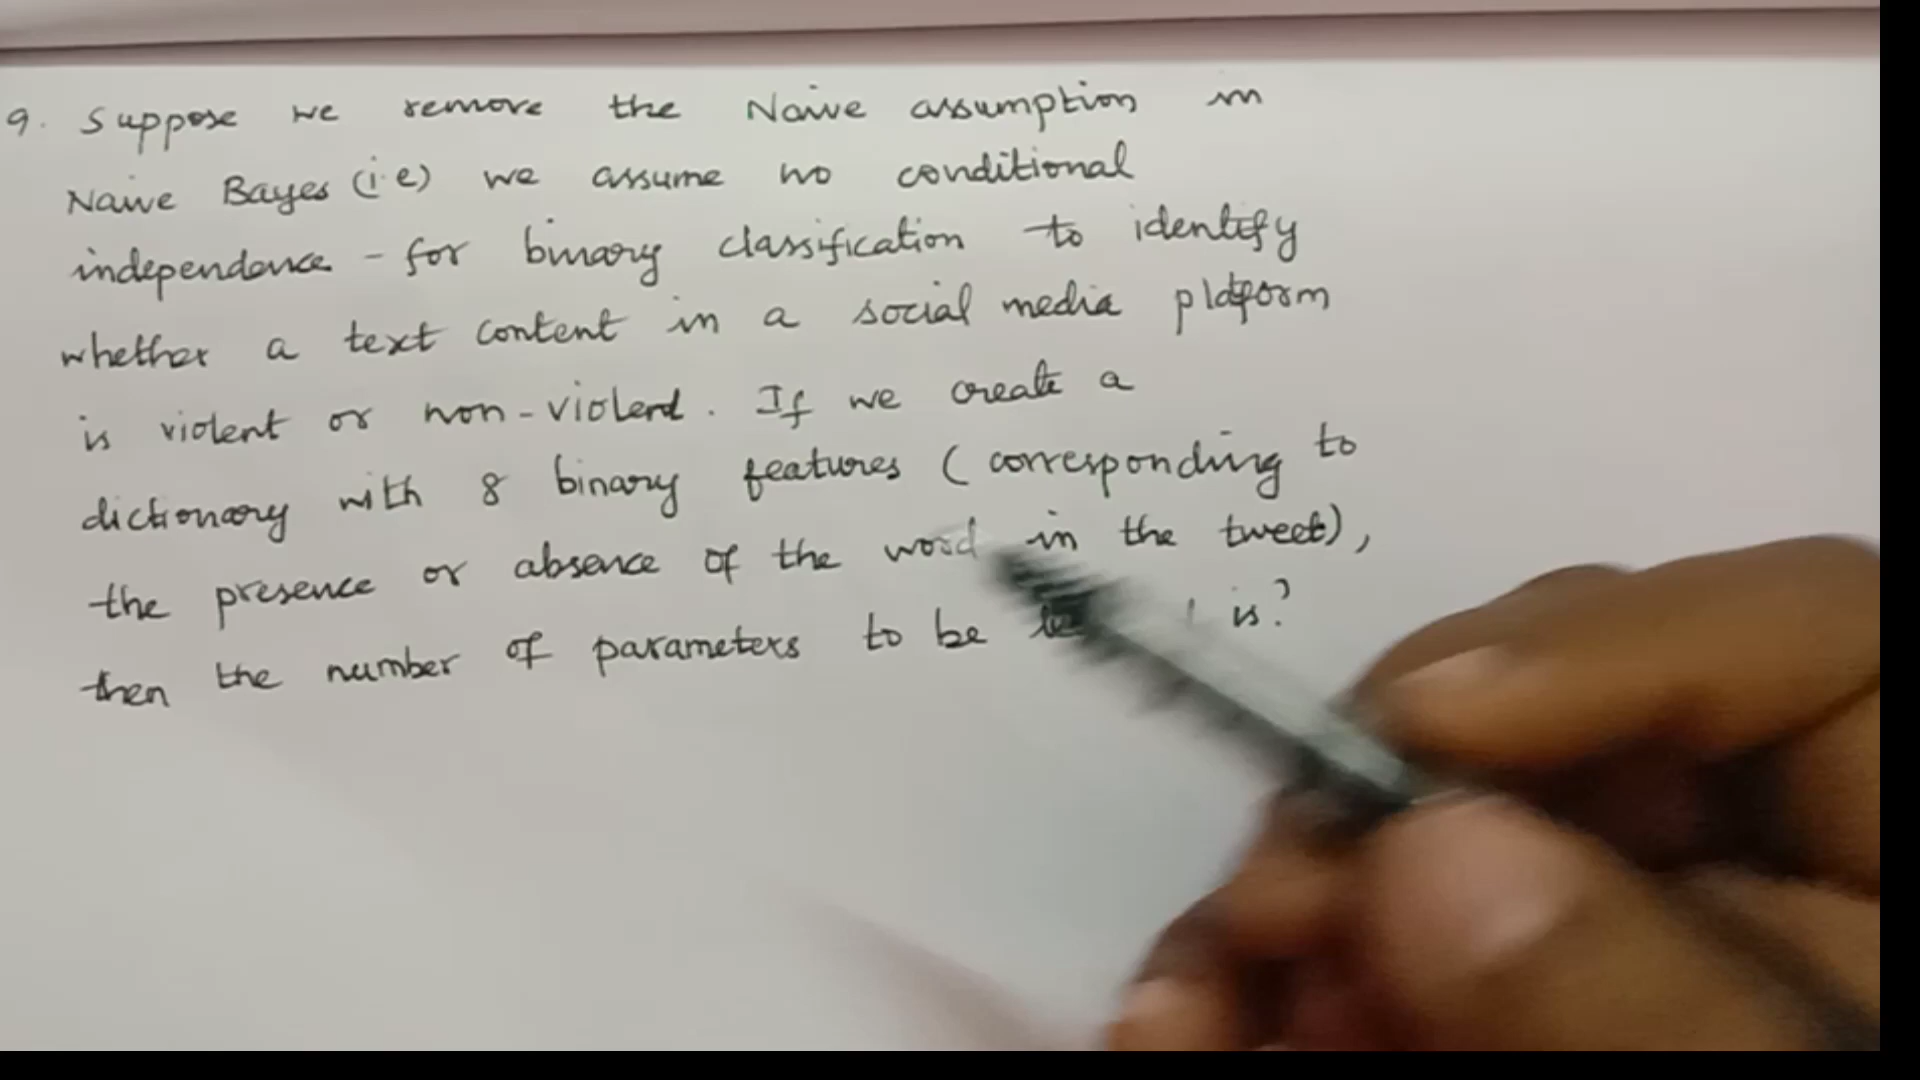 9. Suppose we remove the Naive assumption in
Naive Bayes (i.e) we assume no conditional
independence - for binary classification to identify
whether a text content in a social media platform
is violent or non-violent. If we create a
dictionary with 8 binary features (corresponding to
the presence or absence of the word in the tweet),
then the number of parameters to be is?